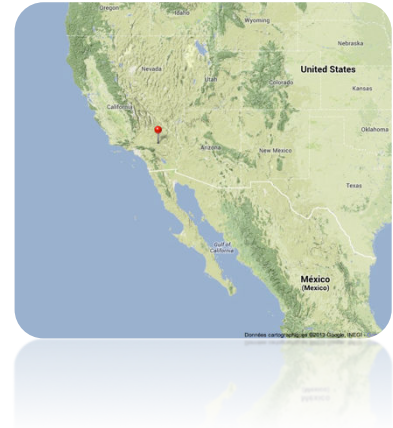 Oregon
Idaho
Wyoming
Nebraska
Nevada
United States
Utah
Colorado
Kansas
California
Oklahoma
Arizona
New Mexico
Texas
Gulf of
California
México
(Mexico)
Données cartographiques ©2013 Google, INEGI -